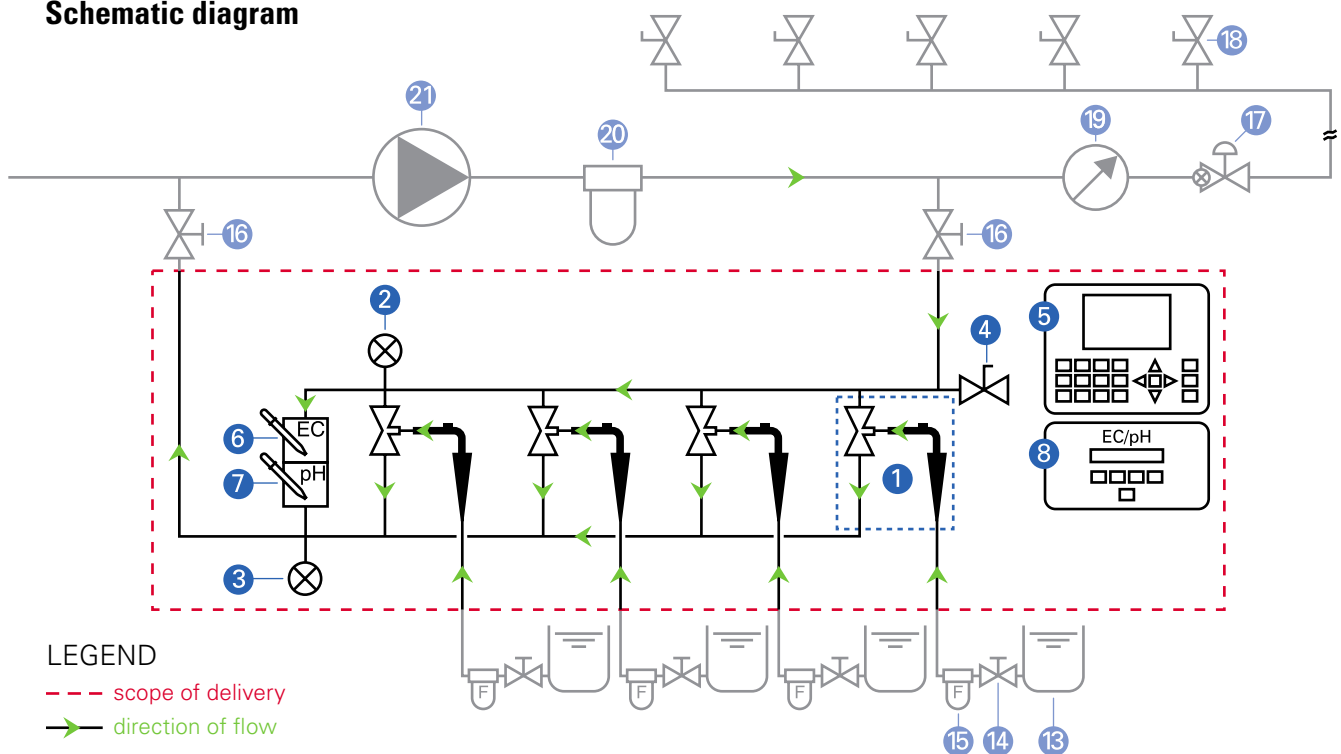 Schematic diagram
18
21
20
19
17
16
16
2
4
5
6
EC
7
pH
1
EC/pH
8
3
LEGEND
scope of delivery
direction of flow
F
F
F
F
15
14
13